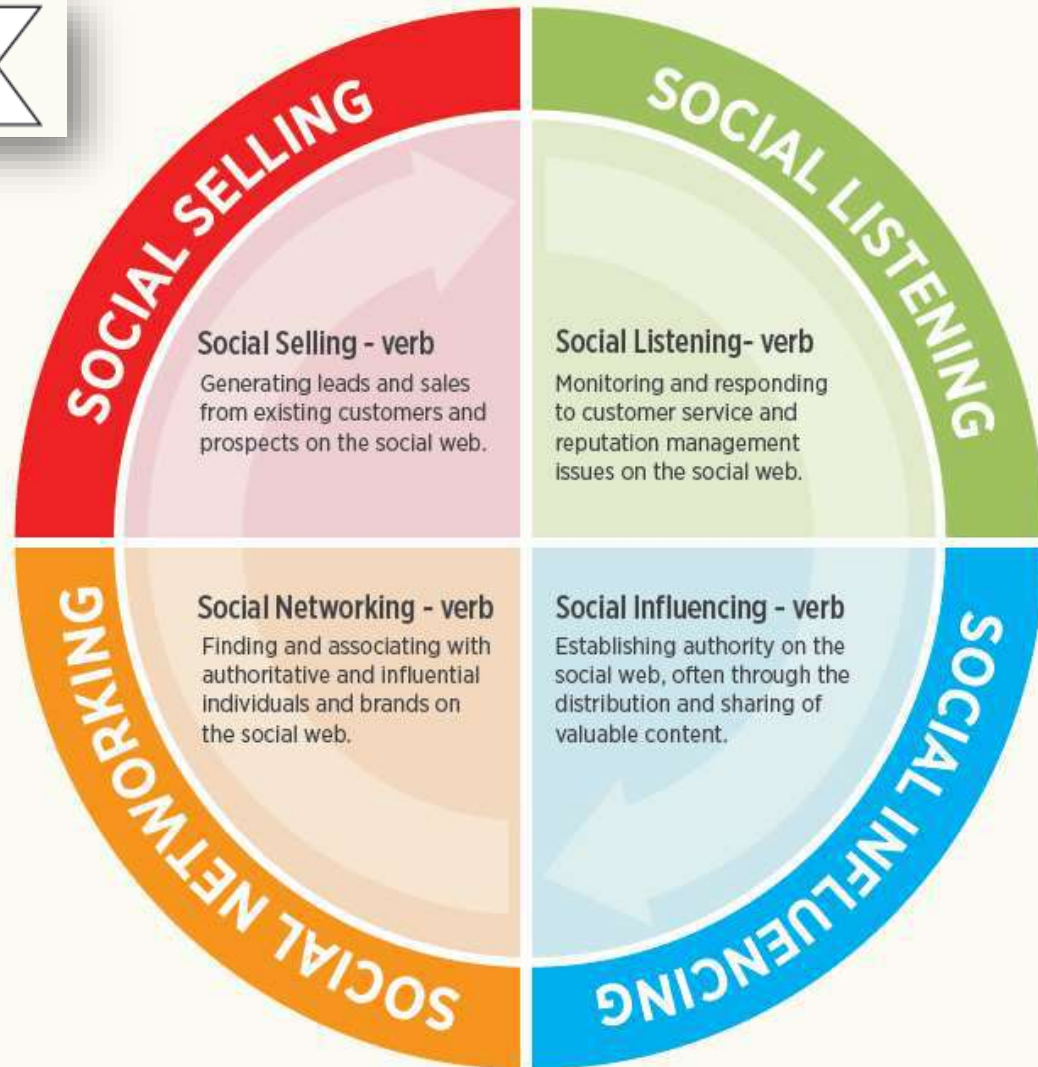 SOCIAL SELLING
SOCIAL LISTENING
Social Selling - verb
Generating leads and sales
from existing customers and
prospects on the social web.
Social Listening- verb
Monitoring and responding
to customer service and
reputation management
issues on the social web.
Social Networking - verb
Finding and associating with
authoritative and influential
individuals and brands on
the social web.
Social Influencing - verb
Establishing authority on the
social web, often through the
distribution and sharing of
valuable content.
SOCIAL NETWORKING
SOCIAL INFLUENCING